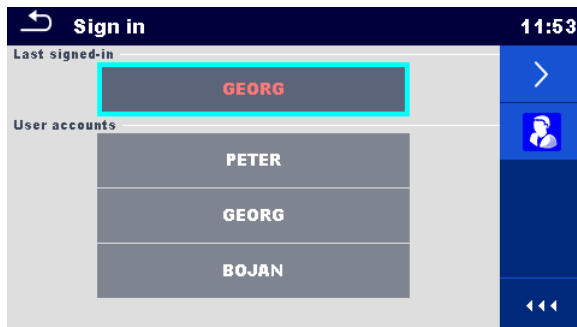 Sign in 11:53
Last signed-in
GEORG
User accounts
PETER
GEORG
BOJAN